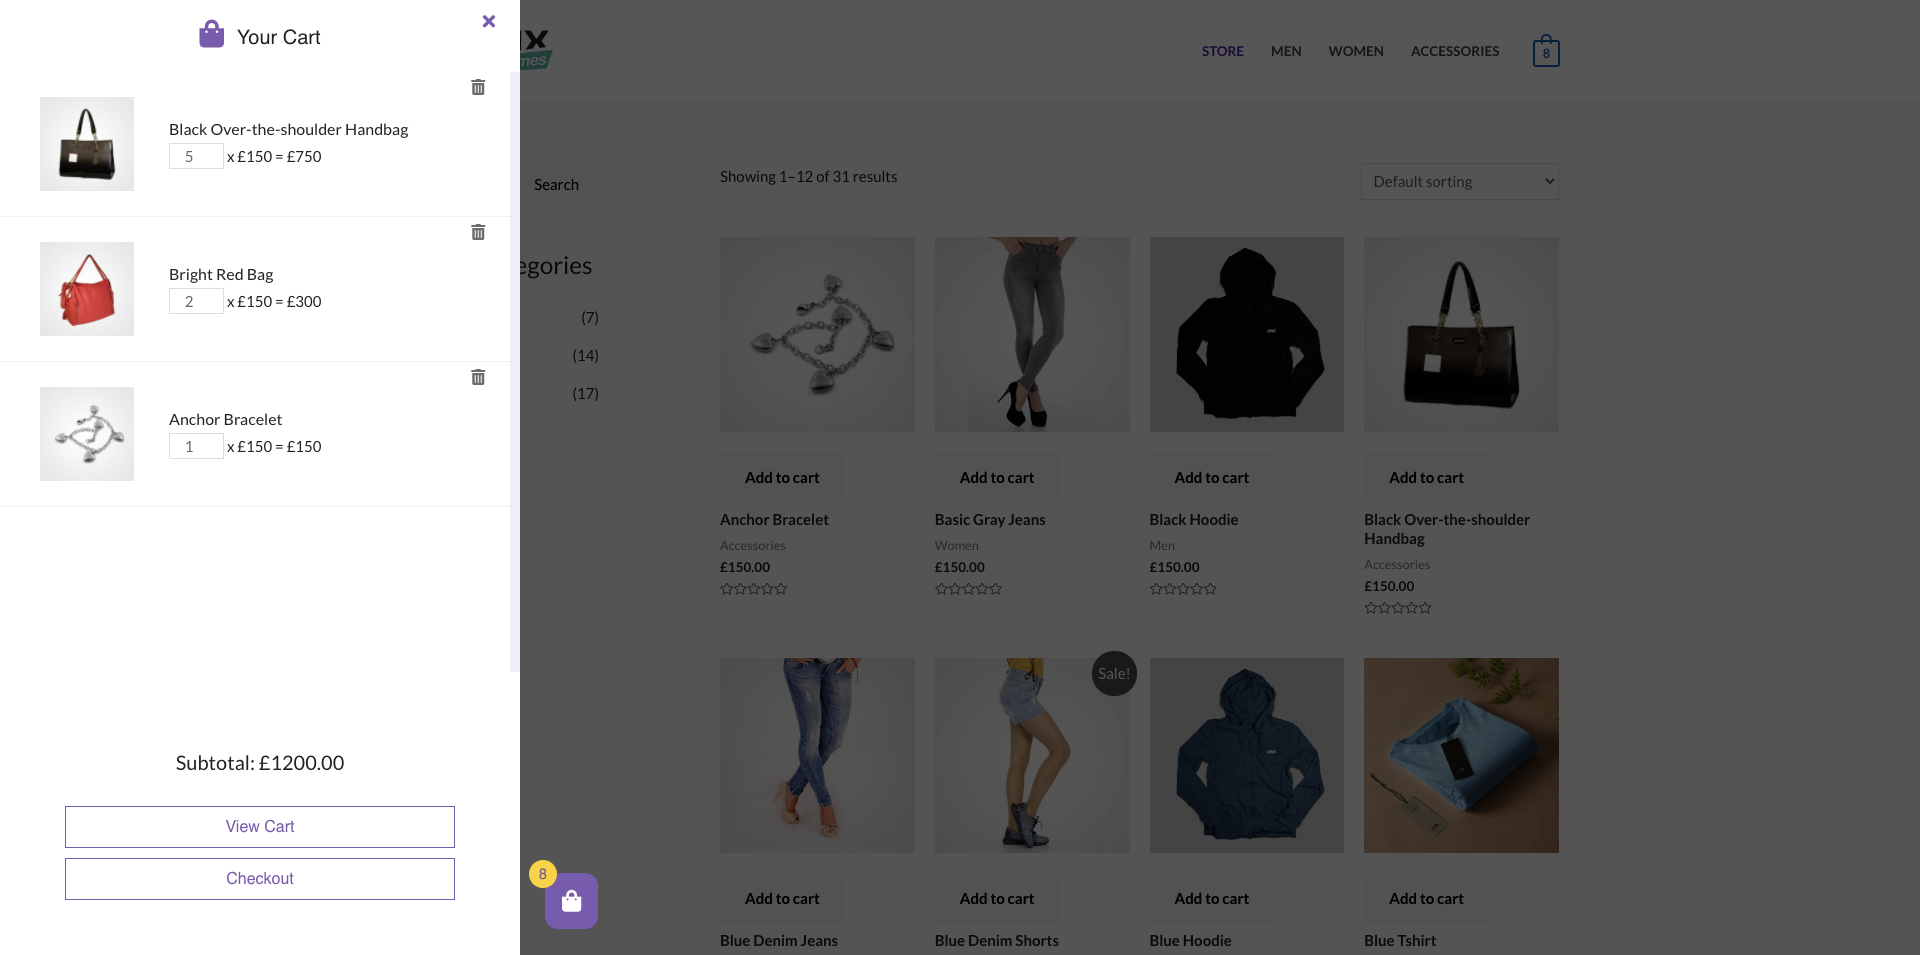 Your Cart
Black Over-the-shoulder Handbag
5 x £150 = £750
Bright Red Bag
2 x £150 = £300
Anchor Bracelet
1 x £150 = £150
Subtotal: £1200.00
View Cart
Checkout
8
STORE MEN WOMEN ACCESSORIES 8
Search
egories
(7)
(14)
(17)
Showing 1–12 of 31 results
Default sorting
Add to cart
Anchor Bracelet
Accessories
£150.00
Add to cart
Basic Gray Jeans
Women
£150.00
Add to cart
Black Hoodie
Men
£150.00
Add to cart
Black Over-the-shoulder
Handbag
Accessories
£150.00
Add to cart
Blue Denim Jeans
Sale!
Add to cart
Blue Denim Shorts
Add to cart
Blue Hoodie
Add to cart
Blue Tshirt